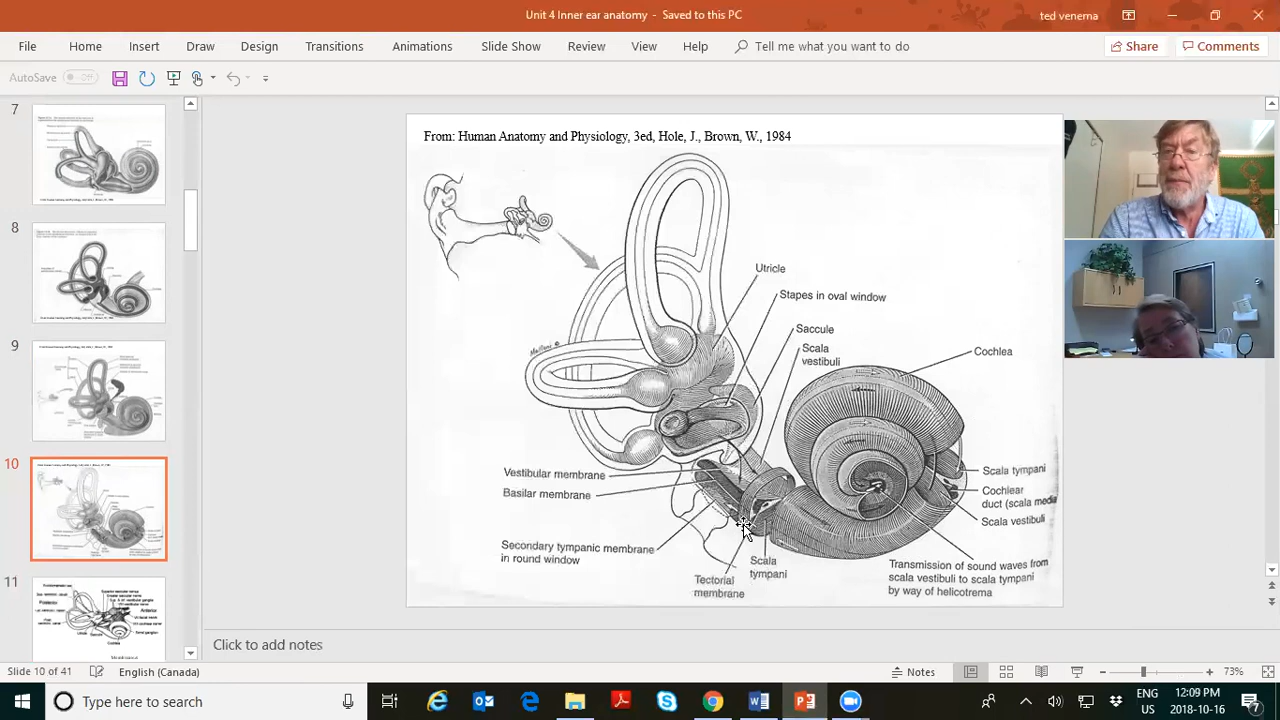 Unit 4 Inner ear anatomy - Saved to this PC
ted venema
File Home Insert Draw Design Transitions Animations Slide Show Review View Help Tell me what you want to do Share Comments
AutoSave Off
7
8
9
10
11
From: Human Anatomy and Physiology, 3ed, Hole, J., Brown, W., 1984
Utricle
Stapes in oval window
Saccule
Scala
vestibuli
Cochlea
Vestibular membrane
Basilar membrane
Scala tympani
Cochlear
duct (scala media
Scala vestibuli
Secondary tympanic membrane
in round window
Scala
tympani
Tectorial
membrane
Transmission of sound waves from
scala vestibuli to scala tympani
by way of helicotrema
Click to add notes
Slide 10 of 41 English (Canada) Notes 73%
Type here to search
ENG
US
12:09 PM
2018-10-16
7